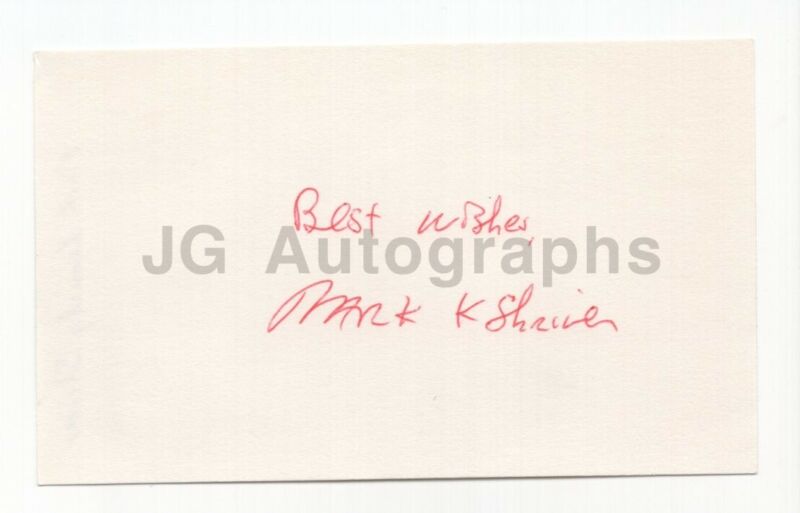 Best wishes,
JG Autographs
Mark K Shriver